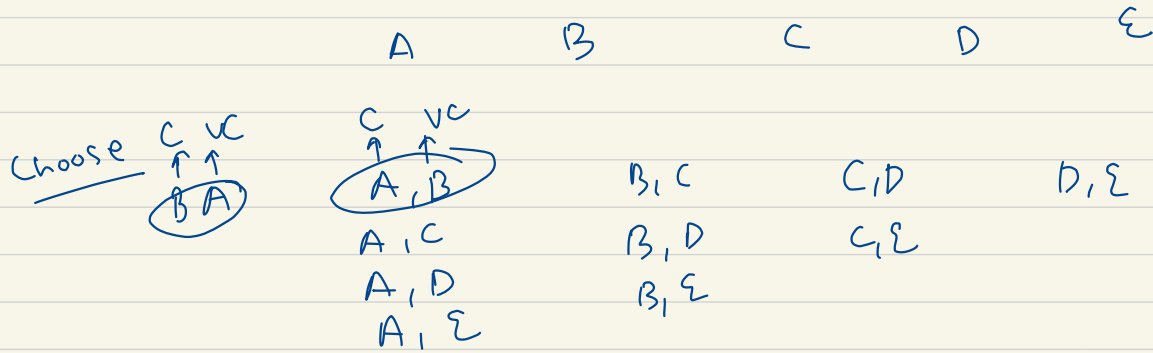 A B C D E
C VC C VC
Choose ↑ ↑ ↑ ↑
B A A, B B, C C, D D, E
A, C B, D C, E
A, D B, E
A, E